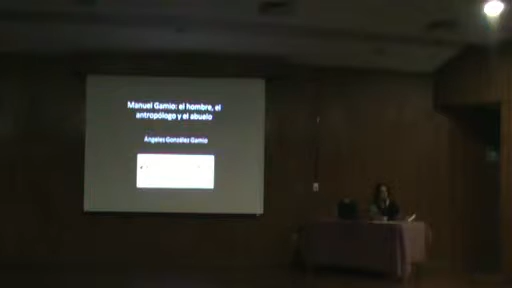 Manuel Gamio: el hombre, el
antropólogo y el abuelo
Ángeles González Gamio